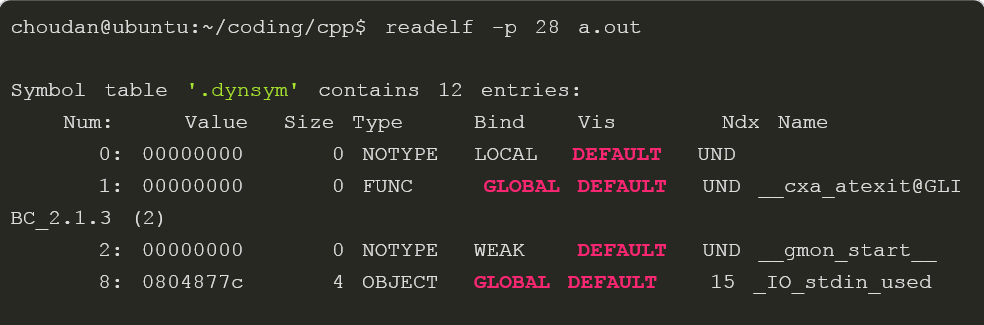 choudan@ubuntu:~/coding/cpp$ readelf -p 28 a.out
Symbol table '.dynsym' contains 12 entries:
Num: Value Size Type Bind Vis Ndx Name
0: 00000000 0 NOTYPE LOCAL DEFAULT UND
1: 00000000 0 FUNC GLOBAL DEFAULT UND __cxa_atexit@GLI
BC_2.1.3 (2)
2: 00000000 0 NOTYPE WEAK DEFAULT UND __gmon_start__
8: 0804877c 4 OBJECT GLOBAL DEFAULT 15 _IO_stdin_used